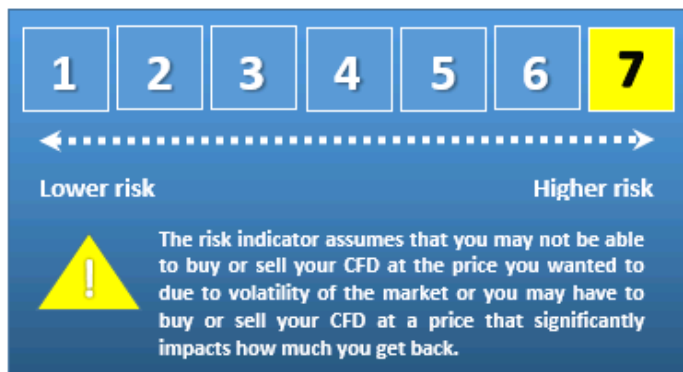 1 2 3 4 5 6 7
Lower risk Higher risk
!
The risk indicator assumes that you may not be able
to buy or sell your CFD at the price you wanted to
due to volatility of the market or you may have to
buy or sell your CFD at a price that significantly
impacts how much you get back.